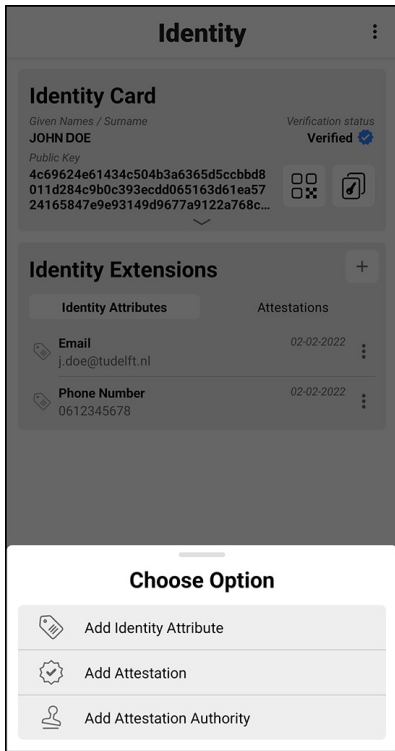 Identity
Identity Card
Given Names / Surname
Verification status
JOHN DOE
Verified
Public Key
4c69624e61434c504b3a6365d5ccbbd8
011d284c9b0c393ecdd065163d61ea57
24165847e9e93149d9677a9122a768c...
Identity Extensions
+
Identity Attributes
Attestations
Email
02-02-2022
j.doe@tudelft.nl
Phone Number
02-02-2022
0612345678
Choose Option
Add Identity Attribute
Add Attestation
Add Attestation Authority